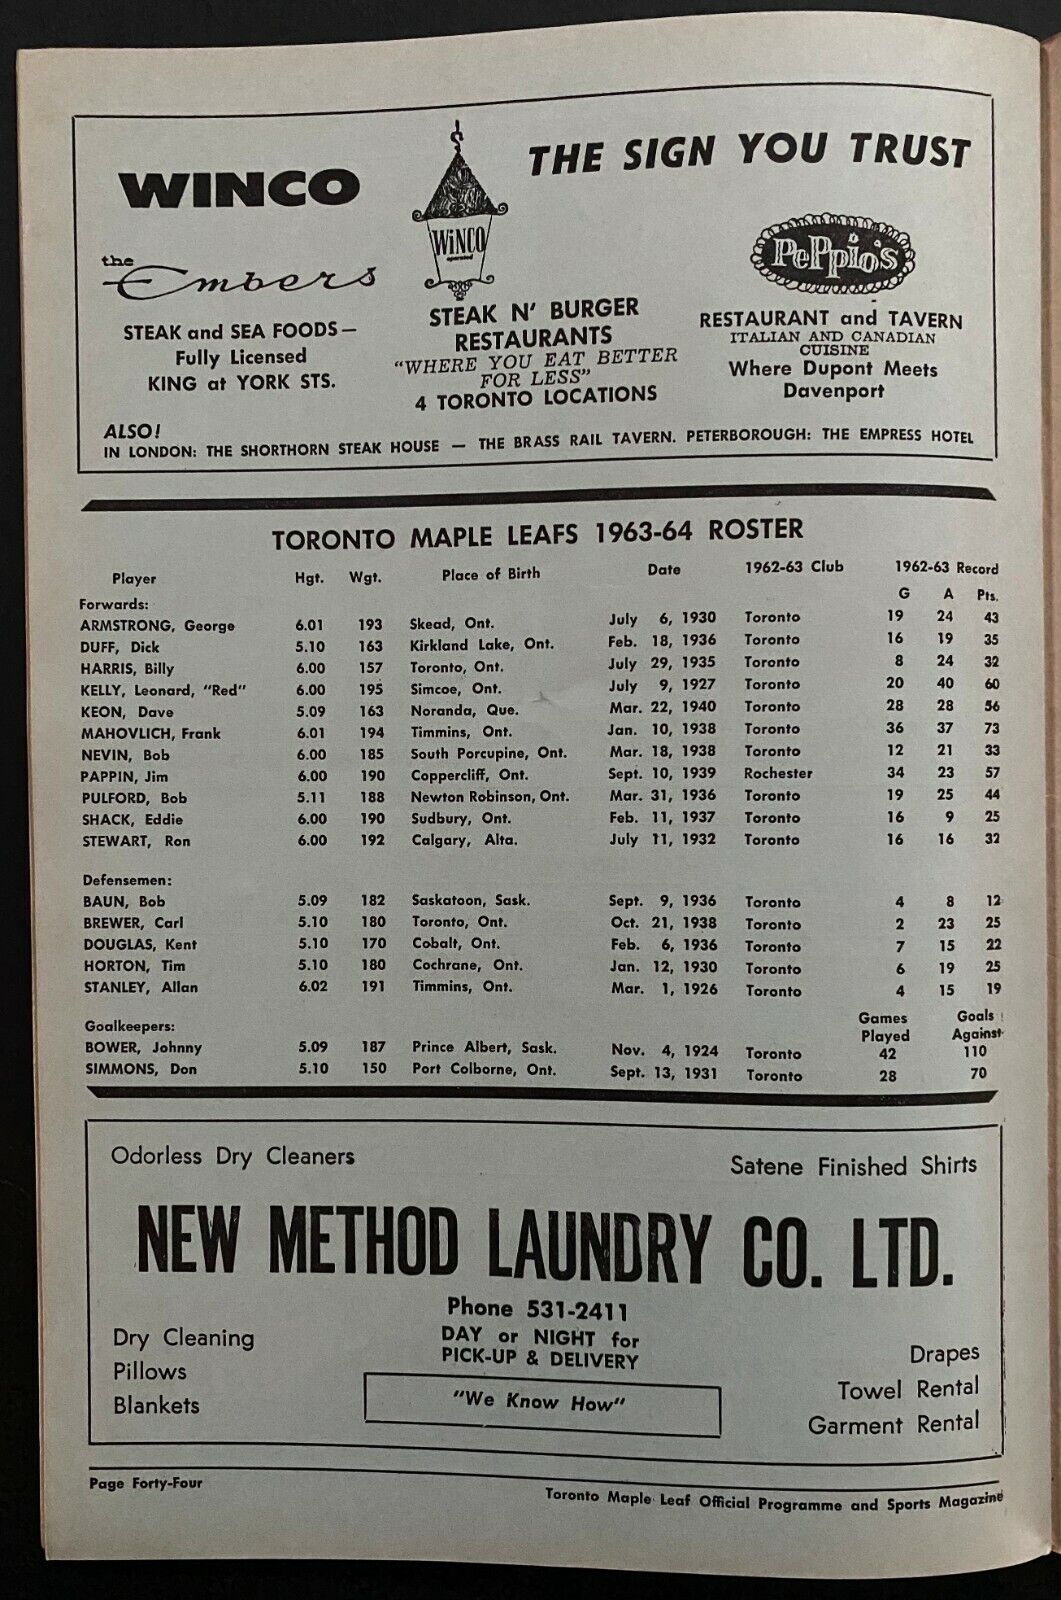 WINCO
THE SIGN YOU TRUST
WiNCO
operated
the Embers
STEAK and SEA FOODS—
Fully Licensed
KING at YORK STS.
STEAK N' BURGER
RESTAURANTS
"WHERE YOU EAT BETTER
FOR LESS"
4 TORONTO LOCATIONS
PePPio's
RESTAURANT and TAVERN
ITALIAN AND CANADIAN
CUISINE
Where Dupont Meets
Davenport
ALSO!
IN LONDON: THE SHORTHORN STEAK HOUSE — THE BRASS RAIL TAVERN. PETERBOROUGH: THE EMPRESS HOTEL
TORONTO MAPLE LEAFS 1963-64 ROSTER
Player Hgt. Wgt. Place of Birth Date 1962-63 Club 1962-63 Record
G A Pts.
Forwards:
ARMSTRONG, George 6.01 193 Skead, Ont. July 6, 1930 Toronto 19 24 43
DUFF, Dick 5.10 163 Kirkland Lake, Ont. Feb. 18, 1936 Toronto 16 19 35
HARRIS, Billy 6.00 157 Toronto, Ont. July 29, 1935 Toronto 8 24 32
KELLY, Leonard, "Red" 6.00 195 Simcoe, Ont. July 9, 1927 Toronto 20 40 60
KEON, Dave 5.09 163 Noranda, Que. Mar. 22, 1940 Toronto 28 28 56
MAHOVLICH, Frank 6.01 194 Timmins, Ont. Jan. 10, 1938 Toronto 36 37 73
NEVIN, Bob 6.00 185 South Porcupine, Ont. Mar. 18, 1938 Toronto 12 21 33
PAPPIN, Jim 6.00 190 Coppercliff, Ont. Sept. 10, 1939 Rochester 34 23 57
PULFORD, Bob 5.11 188 Newton Robinson, Ont. Mar. 31, 1936 Toronto 19 25 44
SHACK, Eddie 6.00 190 Sudbury, Ont. Feb. 11, 1937 Toronto 16 9 25
STEWART, Ron 6.00 192 Calgary, Alta. July 11, 1932 Toronto 16 16 32
Defensemen:
BAUN, Bob 5.09 182 Saskatoon, Sask. Sept. 9, 1936 Toronto 4 8 12
BREWER, Carl 5.10 180 Toronto, Ont. Oct. 21, 1938 Toronto 2 23 25
DOUGLAS, Kent 5.10 170 Cobalt, Ont. Feb. 6, 1936 Toronto 7 15 22
HORTON, Tim 5.10 180 Cochrane, Ont. Jan. 12, 1930 Toronto 6 19 25
STANLEY, Allan 6.02 191 Timmins, Ont. Mar. 1, 1926 Toronto 4 15 19
Goalkeepers: Games Played Goals Against
BOWER, Johnny 5.09 187 Prince Albert, Sask. Nov. 4, 1924 Toronto 42 110
SIMMONS, Don 5.10 150 Port Colborne, Ont. Sept. 13, 1931 Toronto 28 70
Odorless Dry Cleaners
Satene Finished Shirts
NEW METHOD LAUNDRY CO. LTD.
Phone 531-2411
DAY or NIGHT for
PICK-UP & DELIVERY
"We Know How"
Dry Cleaning
Pillows
Blankets
Drapes
Towel Rental
Garment Rental
Page Forty-Four
Toronto Maple Leaf Official Programme and Sports Magazine